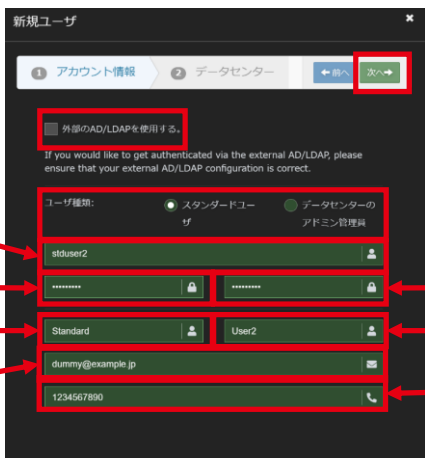 新規ユーザ ×
1 アカウント情報 2 データセンター ←前へ 次へ→
外部のAD/LDAPを使用する。
If you would like to get authenticated via the external AD/LDAP, please
ensure that your external AD/LDAP configuration is correct.
ユーザ種類: スタンダードユー データセンターの
ザ アドミン管理員
stduser2
••••••••• •••••••••
Standard User2
dummy@example.jp
1234567890